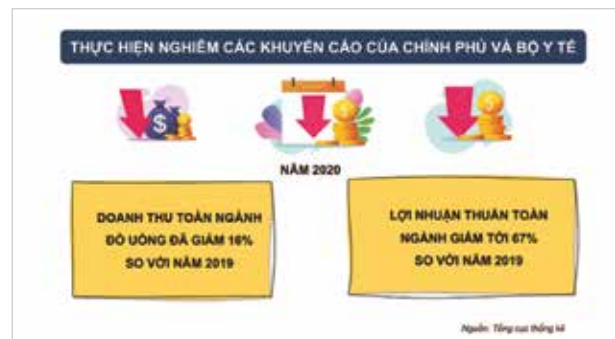 THỰC HIỆN NGHIÊM CÁC KHUYẾN CÁO CỦA CHÍNH PHỦ VÀ BỘ Y TẾ
NĂM 2020
DOANH THU TOÀN NGÀNH
ĐỒ UỐNG ĐÃ GIẢM 16%
SO VỚI NĂM 2019
LỢI NHUẬN THUẦN TOÀN
NGÀNH GIẢM TỚI 67%
SO VỚI NĂM 2019
Nguồn: Tổng cục thống kê